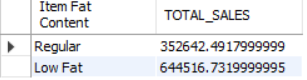 Item Fat Content TOTAL_SALES
Regular 352642.4917999999
Low Fat 644516.7319999995